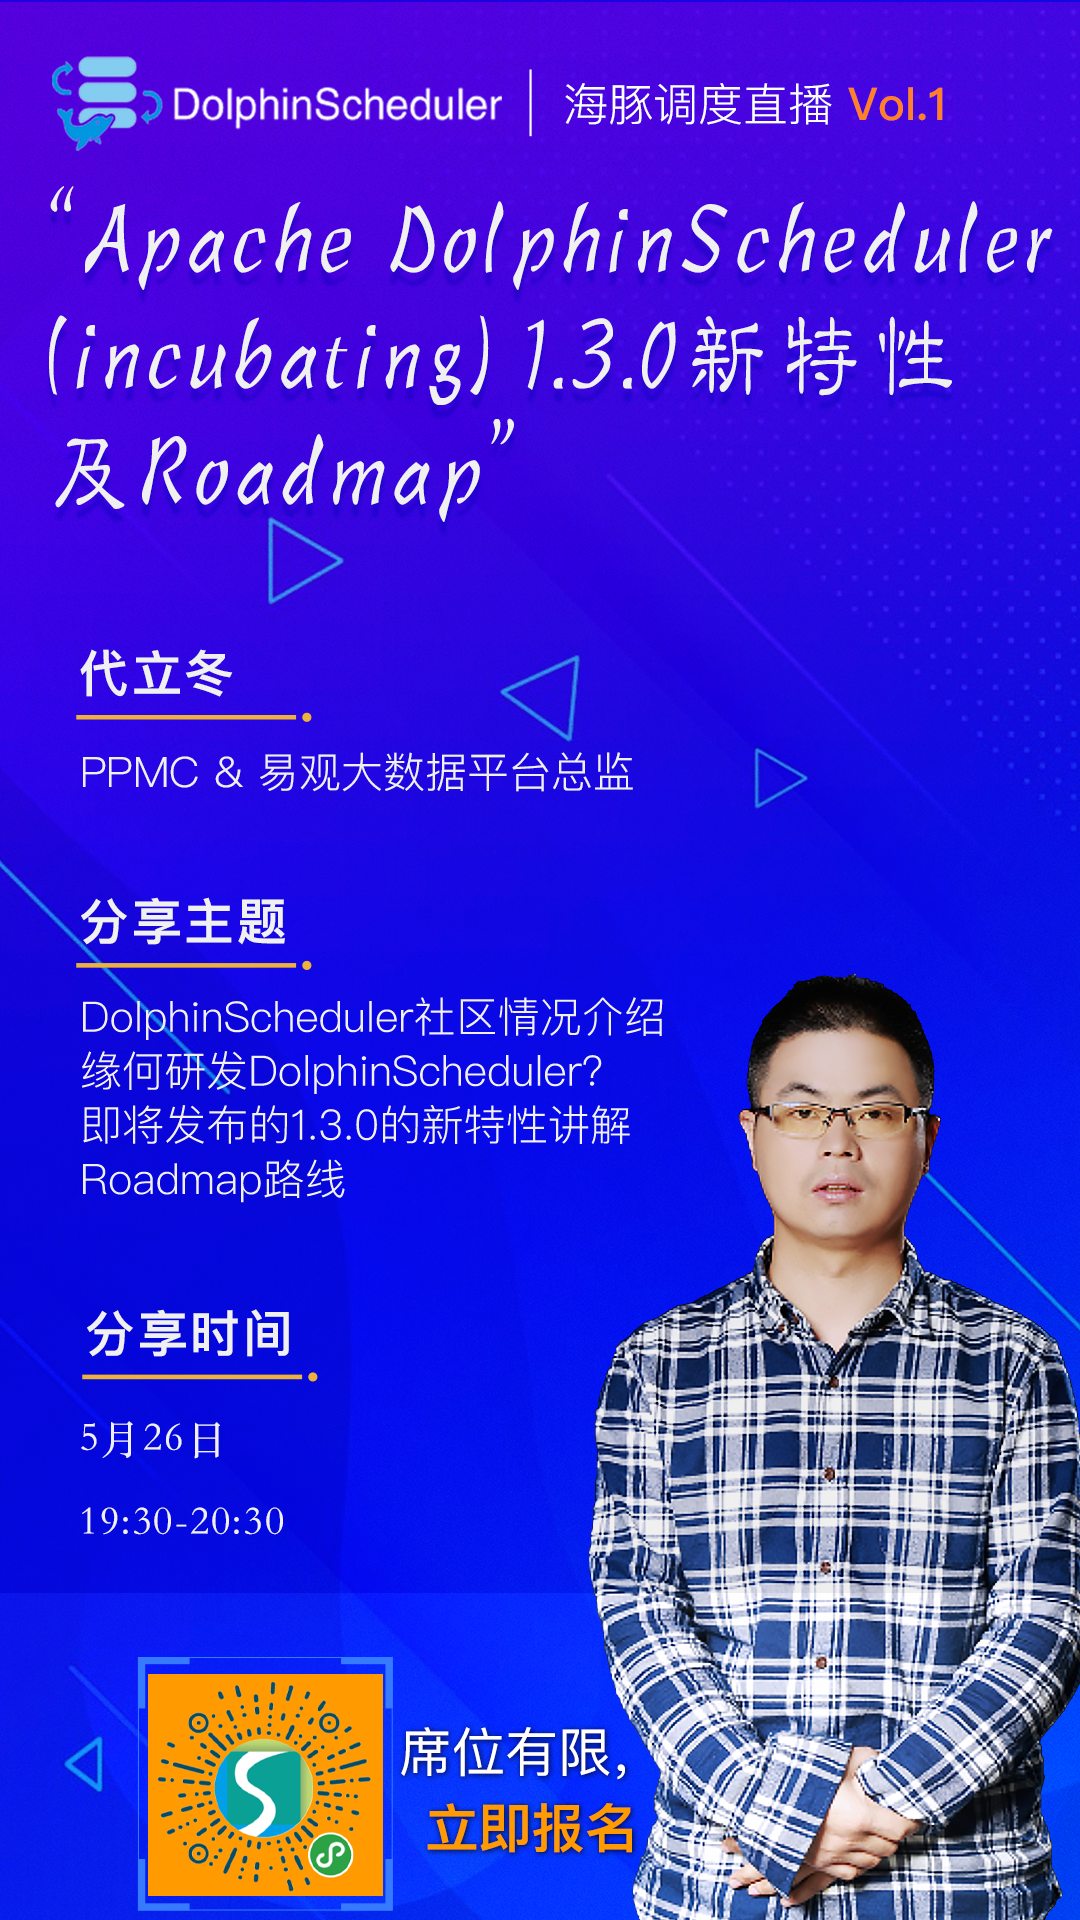 DolphinScheduler | 海豚调度直播 Vol.1
“Apache DolphinScheduler
(incubating) 1.3.0新特性
及Roadmap”
代立冬
PPMC & 易观大数据平台总监
分享主题
DolphinScheduler社区情况介绍
缘何研发DolphinScheduler?
即将发布的1.3.0的新特性讲解
Roadmap路线
分享时间
5月26日
19:30-20:30
席位有限，
立即报名